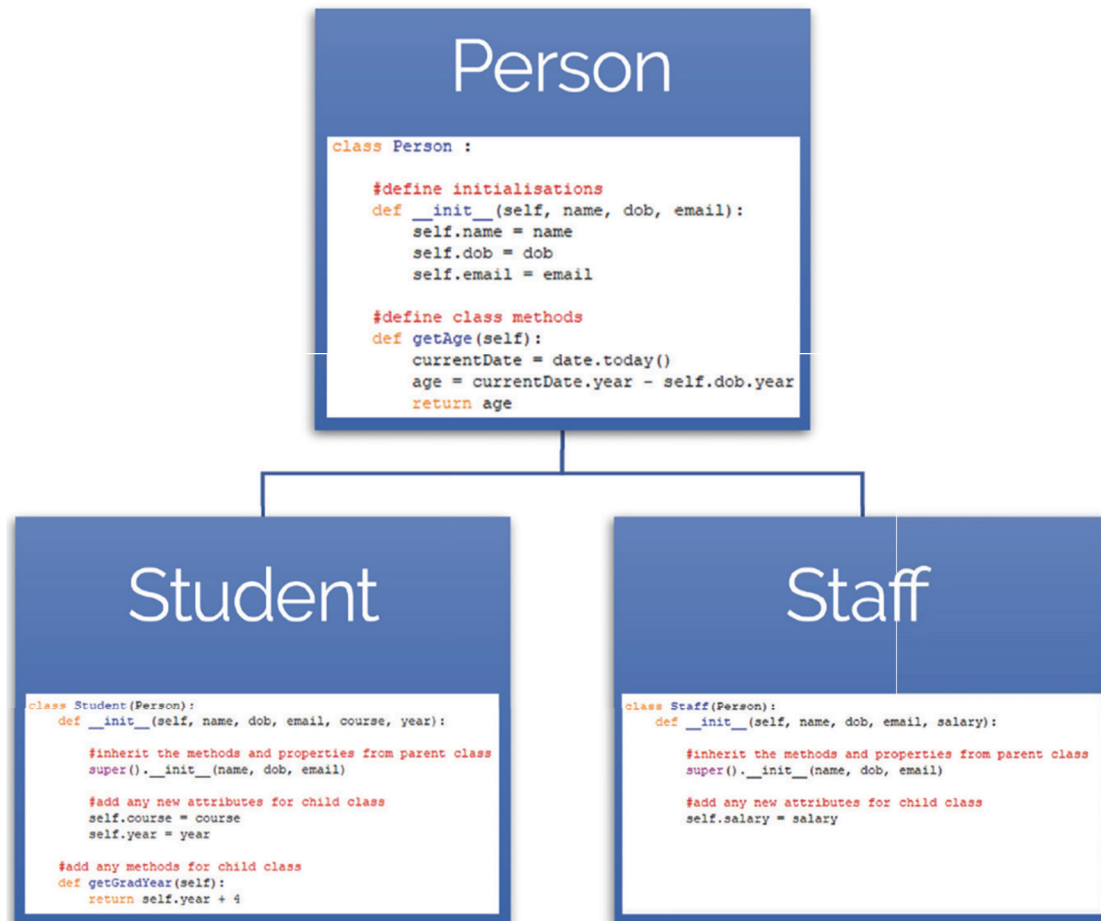 Person
class Person :
#define initialisations
def __init__(self, name, dob, email):
self.name = name
self.dob = dob
self.email = email
#define class methods
def getAge(self):
currentDate = date.today()
age = currentDate.year - self.dob.year
return age
Student
class Student(Person):
def __init__(self, name, dob, email, course, year):
#inherit the methods and properties from parent class
super().__init__(name, dob, email)
#add any new attributes for child class
self.course = course
self.year = year
#add any methods for child class
def getGradYear(self):
return self.year + 4
Staff
class Staff(Person):
def __init__(self, name, dob, email, salary):
#inherit the methods and properties from parent class
super().__init__(name, dob, email)
#add any new attributes for child class
self.salary = salary